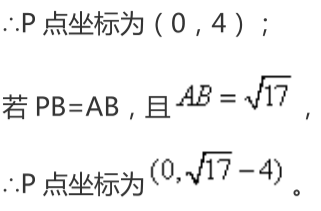 ∴P 点坐标为（0，4）；
若 PB=AB，且 AB = √17，
∴P 点坐标为 (0,√17 − 4) 。